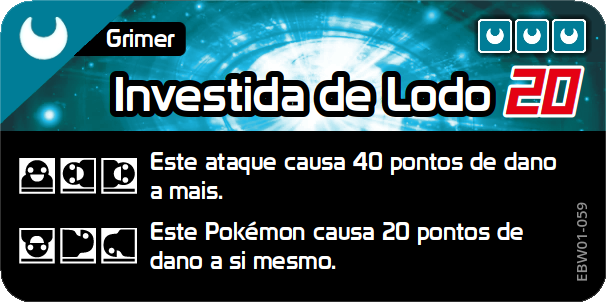 Grimer
Investida de Lodo 20
Este ataque causa 40 pontos de dano
a mais.
Este Pokémon causa 20 pontos de
dano a si mesmo.
EBW01-059